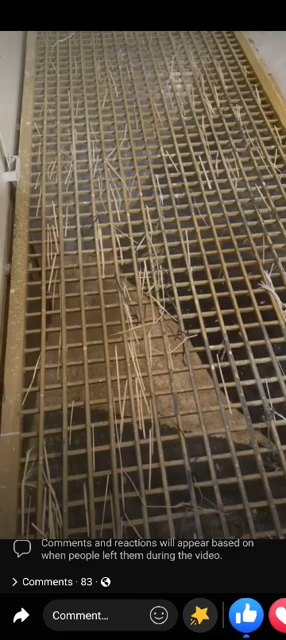 Comments and reactions will appear based on
when people left them during the video.
Comments · 83 ·
Comment...